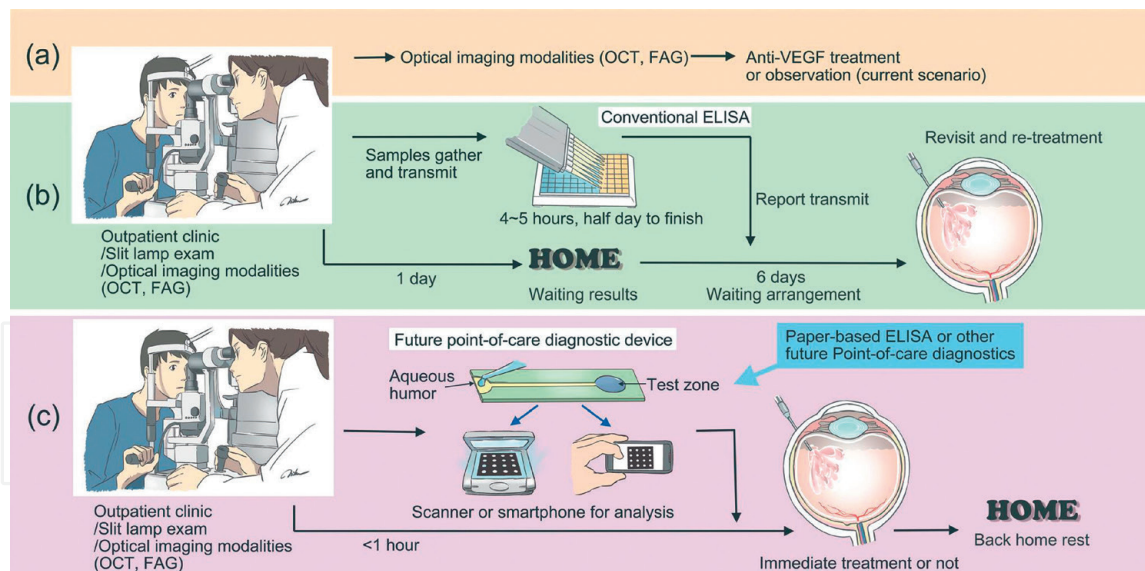 (a)
Optical imaging modalities (OCT, FAG)
Anti-VEGF treatment
or observation (current scenario)
(b)
Outpatient clinic
/Slit lamp exam
/Optical imaging modalities
(OCT, FAG)
Samples gather
and transmit
Conventional ELISA
4~5 hours, half day to finish
Report transmit
Revisit and re-treatment
1 day
HOME
Waiting results
6 days
Waiting arrangement
(c)
Outpatient clinic
/Slit lamp exam
/Optical imaging modalities
(OCT, FAG)
Future point-of-care diagnostic device
Aqueous
humor
Test zone
Paper-based ELISA or other
future Point-of-care diagnostics
Scanner or smartphone for analysis
<1 hour
Immediate treatment or not
HOME
Back home rest